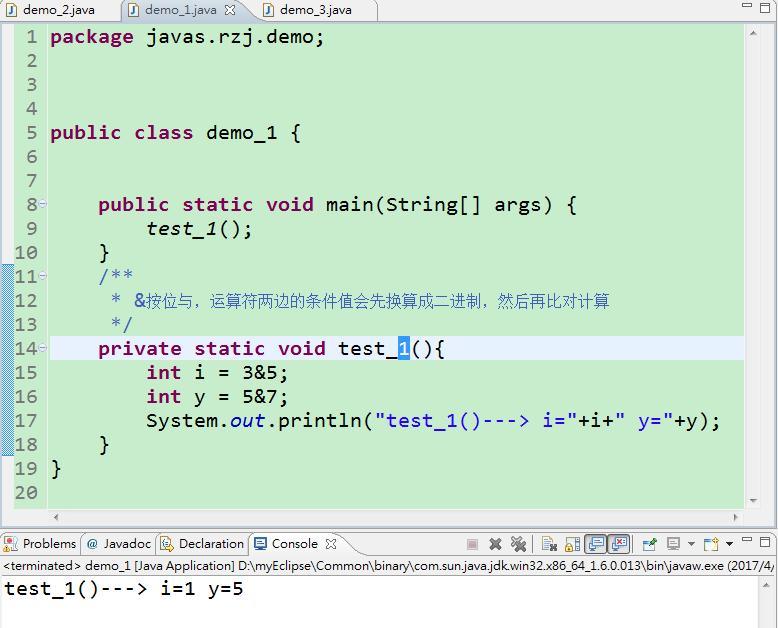 demo_2.java demo_1.java demo_3.java
1 package javas.rzj.demo;
2
3
4
5 public class demo_1 {
6
7
8 public static void main(String[] args) {
9 test_1();
10 }
11 /**
12 * &按位与，运算符两边的条件值会先换算成二进制，然后再比对计算
13 */
14 private static void test_1(){
15 int i = 3&5;
16 int y = 5&7;
17 System.out.println("test_1()---> i="+i+" y="+y);
18 }
19 }
20
Problems @ Javadoc Declaration Console
<terminated> demo_1 [Java Application] D:\myEclipse\Common\binary\com.sun.java.jdk.win32.x86_64_1.6.0.013\bin\javaw.exe (2017/4/
test_1()---> i=1 y=5